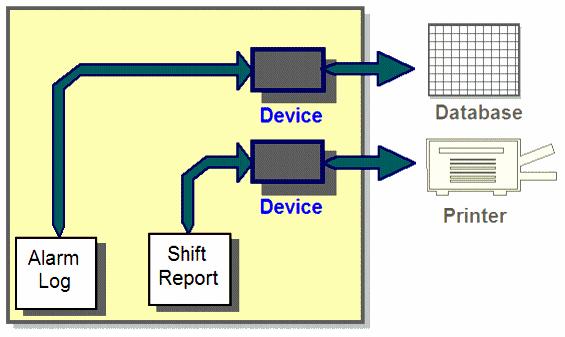 Device
Database
Device
Printer
Alarm
Log
Shift
Report